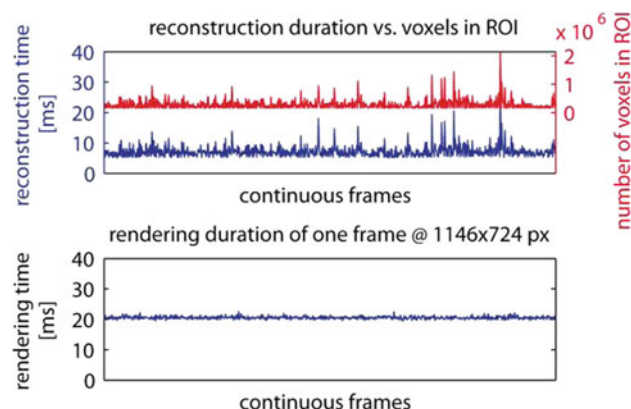 reconstruction duration vs. voxels in ROI
x 10^6
reconstruction time
[ms]
40
30
20
10
0
2
1
0
number of voxels in ROI
continuous frames
rendering duration of one frame @ 1146x724 px
rendering time
[ms]
40
30
20
10
0
continuous frames